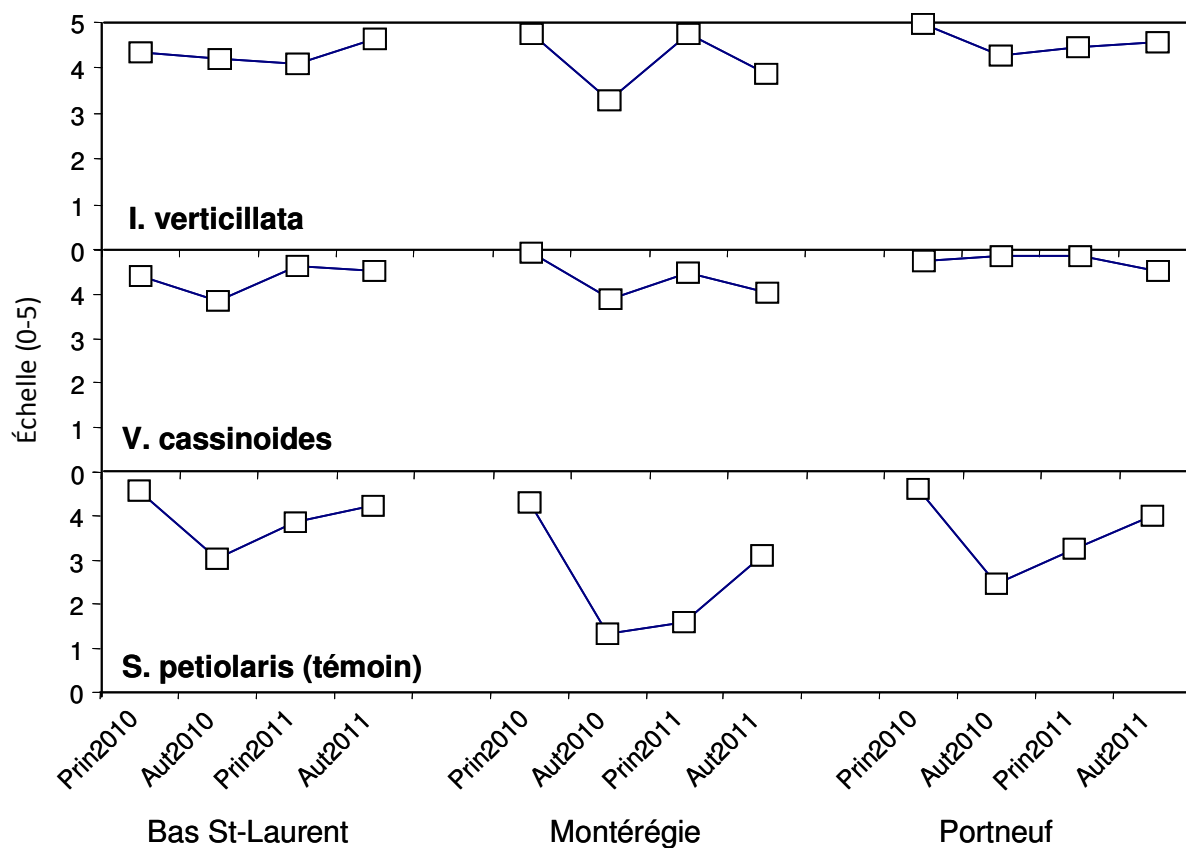 Échelle (0-5)
5
4
3
2
1
0
I. verticillata
4
3
2
1
0
V. cassinoides
4
3
2
1
0
S. petiolaris (témoin)
Prin2010 Aut2010 Prin2011 Aut2011 Prin2010 Aut2010 Prin2011 Aut2011 Prin2010 Aut2010 Prin2011 Aut2011
Bas St-Laurent Montérégie Portneuf